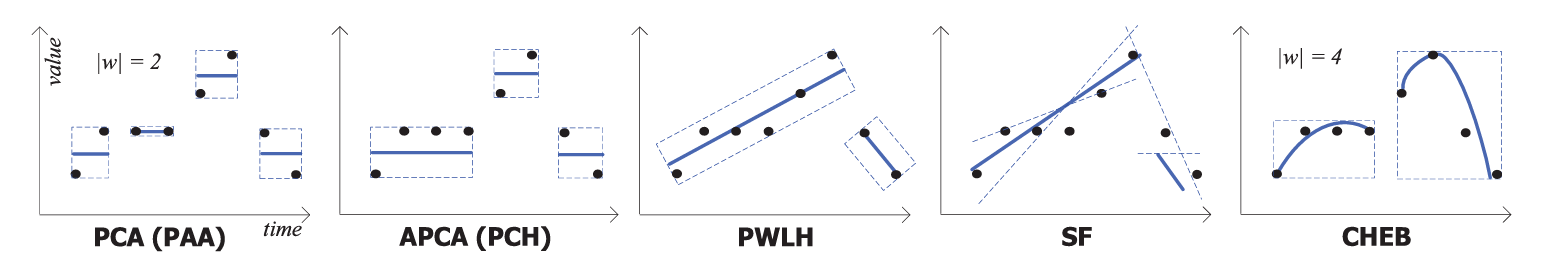 value
|w| = 2
time
PCA (PAA)
APCA (PCH)
PWLH
SF
|w| = 4
CHEB